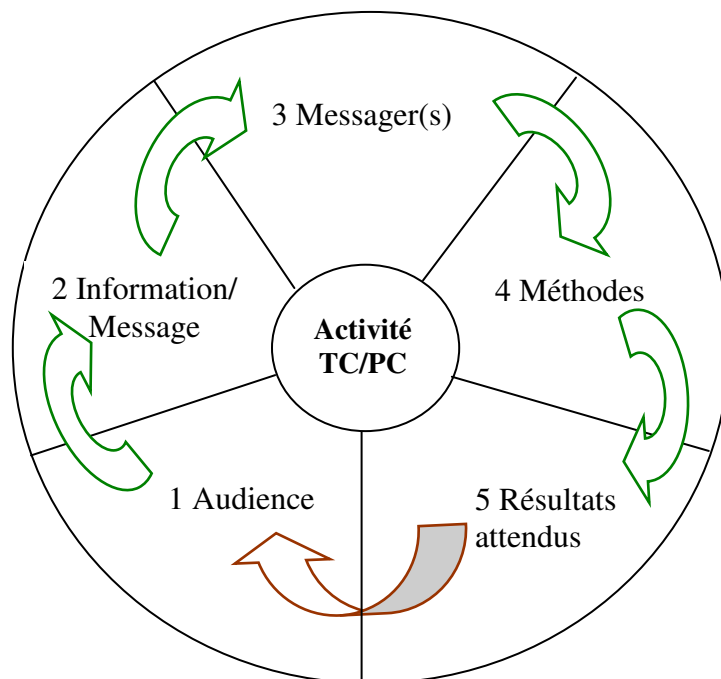 3 Messager(s)
2 Information/
Message
4 Méthodes
Activité
TC/PC
1 Audience
5 Résultats
attendus